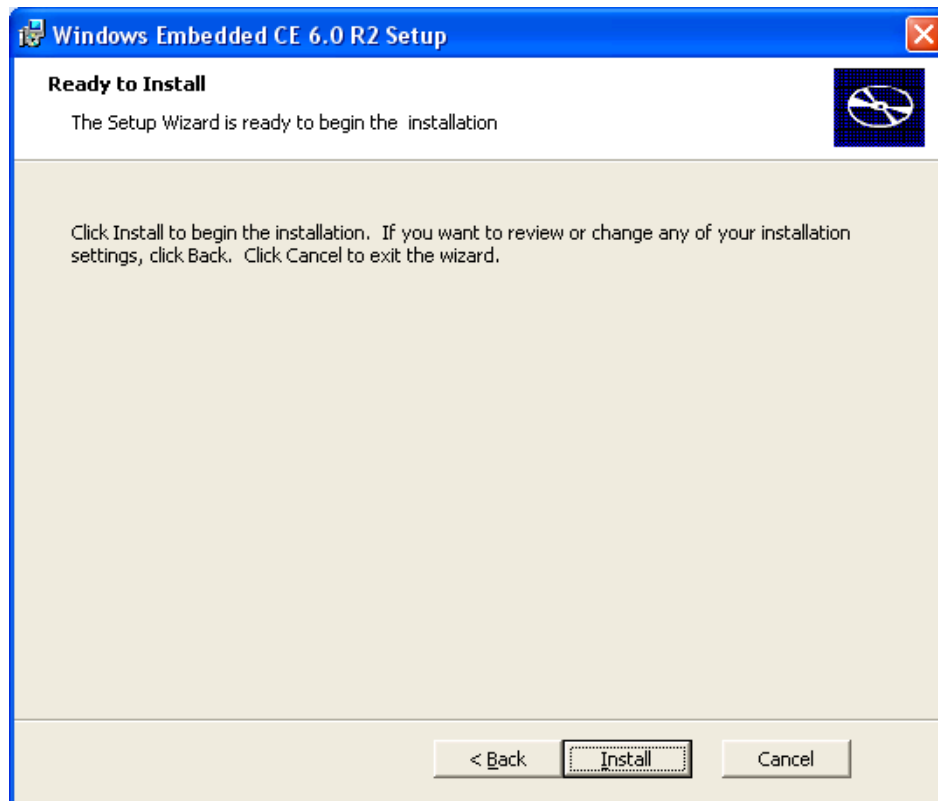 Windows Embedded CE 6.0 R2 Setup
Ready to Install
The Setup Wizard is ready to begin the  installation
Click Install to begin the installation.  If you want to review or change any of your installation
settings, click Back.  Click Cancel to exit the wizard.
< Back
Install
Cancel